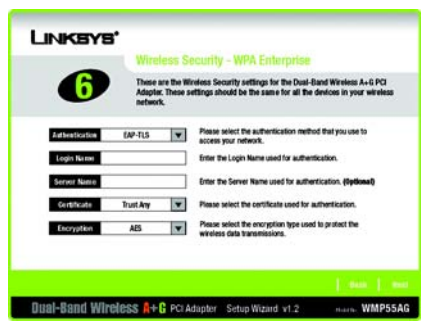 LINKSYS®
Wireless Security - WPA Enterprise
6
These are the Wireless Security settings for the Dual-Band Wireless A+G PCI
Adapter. These settings should be the same for all the devices in your wireless
network.
Authentication EAP-TLS Please select the authentication method that you use to
access your network.
Login Name Enter the Login Name used for authentication.
Server Name Enter the Server Name used for authentication. (Optional)
Certificate Trust Any Please select the certificate used for authentication.
Encryption AES Please select the encryption type used to protect the
wireless data transmissions.
Back Next
Dual-Band Wireless A+G PCI Adapter Setup Wizard v1.2 Model No. WMP55AG